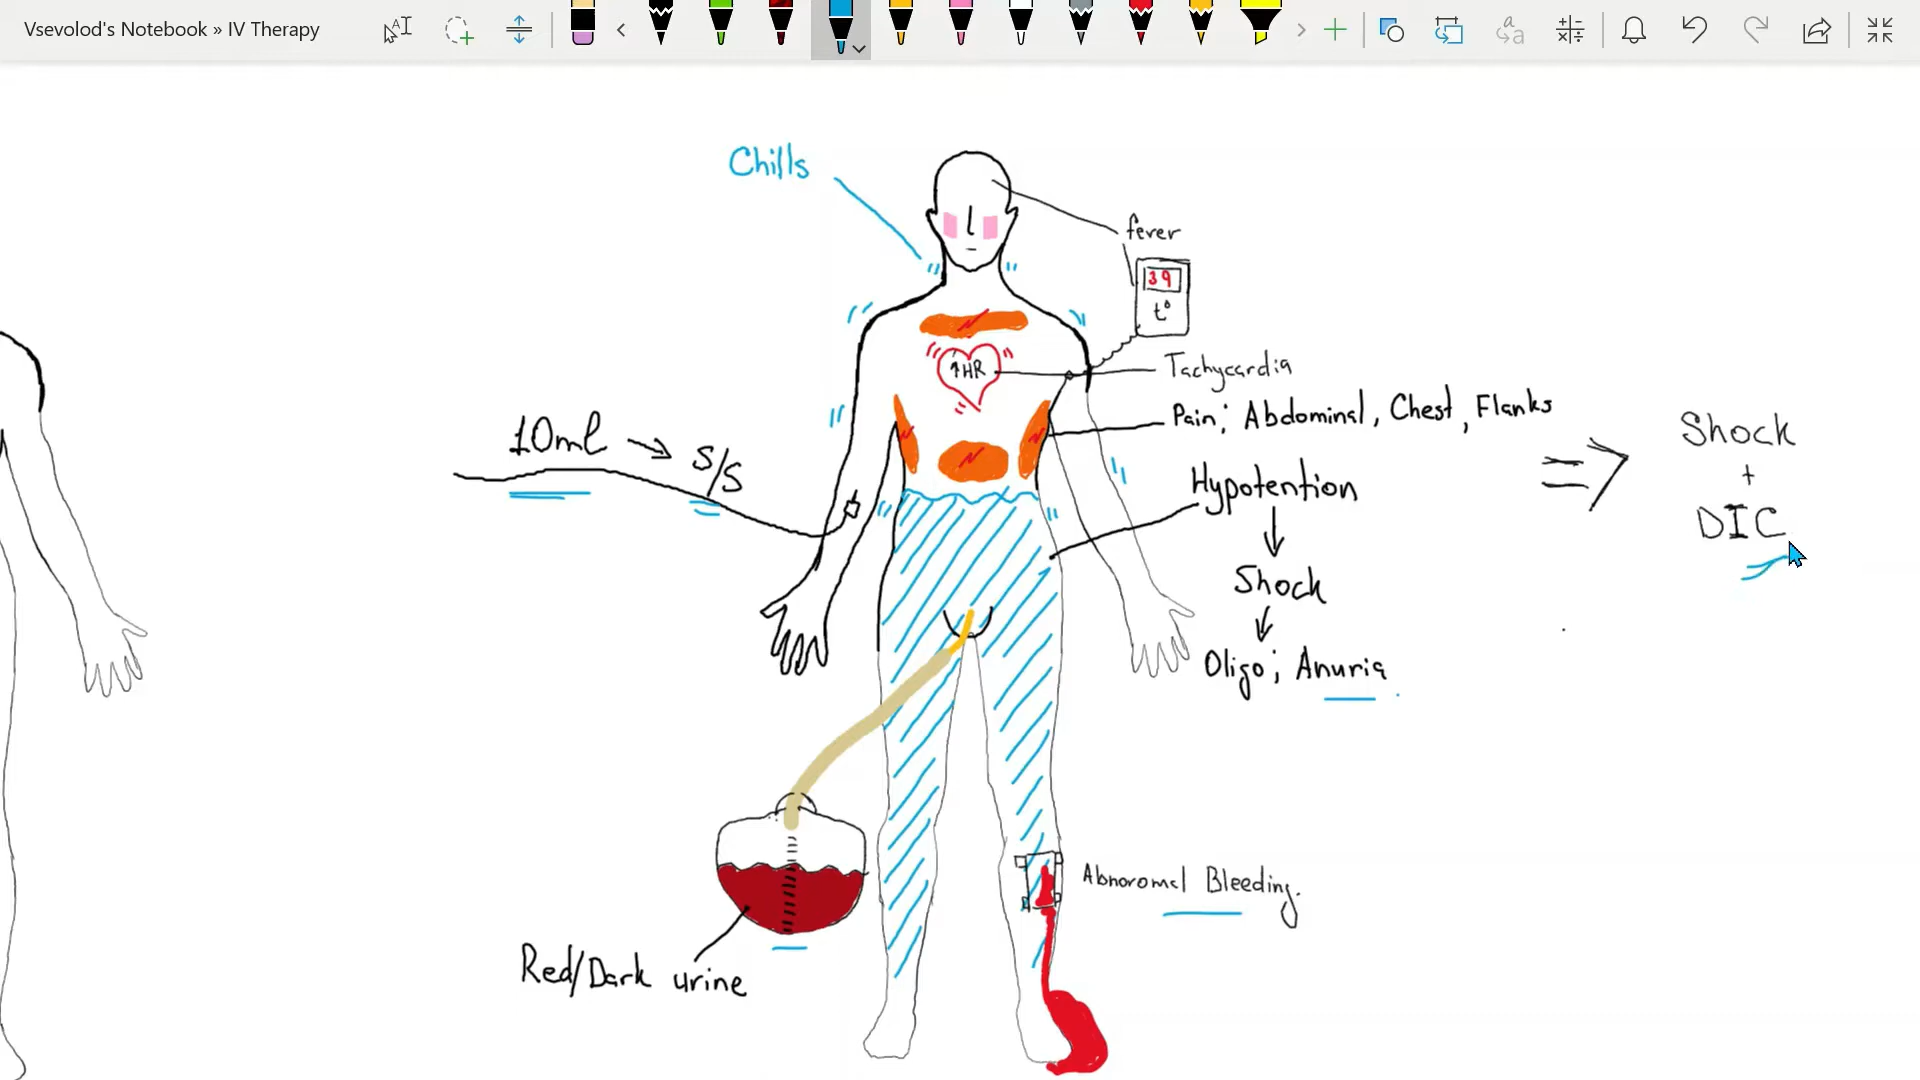 Vsevolod's Notebook » IV Therapy
Chills
fever
39
t°
↑HR
Tachycardia
Pain; Abdominal, Chest, Flanks
10ml → S/S
Hypotention
Shock
Oligo; Anuria
Shock
+
DIC
Abnoromal Bleeding.
Red/Dark urine